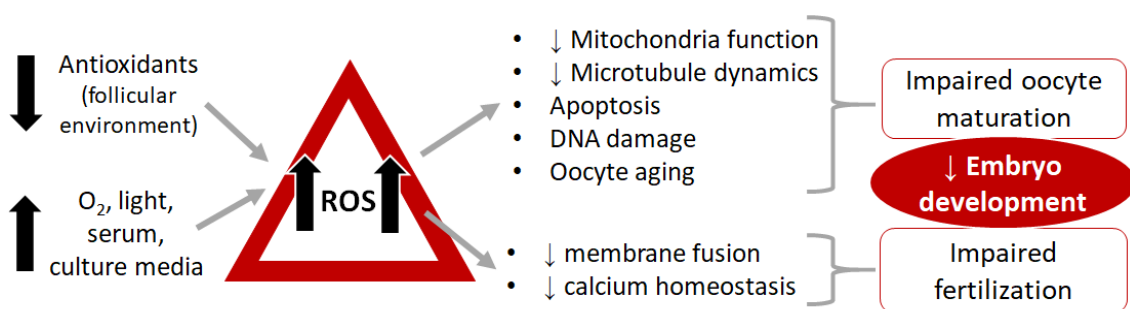 Antioxidants
(follicular
environment)
O₂, light,
serum,
culture media
ROS
• ↓ Mitochondria function
• ↓ Microtubule dynamics
• Apoptosis
• DNA damage
• Oocyte aging
• ↓ membrane fusion
• ↓ calcium homeostasis
Impaired oocyte
maturation
↓ Embryo
development
Impaired
fertilization